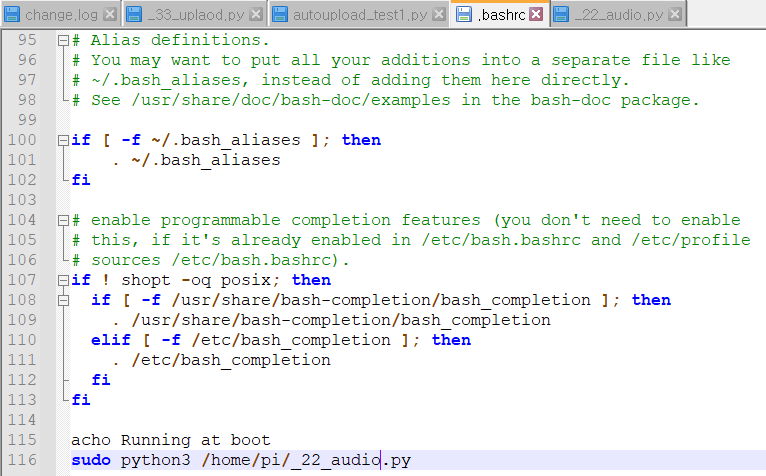 change.log _33_uplaod.py autoupload_test1.py .bashrc _22_audio.py
95 # Alias definitions.
96 # You may want to put all your additions into a separate file like
97 # ~/.bash_aliases, instead of adding them here directly.
98 # See /usr/share/doc/bash-doc/examples in the bash-doc package.
99
100 if [ -f ~/.bash_aliases ]; then
101 . ~/.bash_aliases
102 fi
103
104 # enable programmable completion features (you don't need to enable
105 # this, if it's already enabled in /etc/bash.bashrc and /etc/profile
106 # sources /etc/bash.bashrc).
107 if ! shopt -oq posix; then
108 if [ -f /usr/share/bash-completion/bash_completion ]; then
109 . /usr/share/bash-completion/bash_completion
110 elif [ -f /etc/bash_completion ]; then
111 . /etc/bash_completion
112 fi
113 fi
114
115 acho Running at boot
116 sudo python3 /home/pi/_22_audio.py